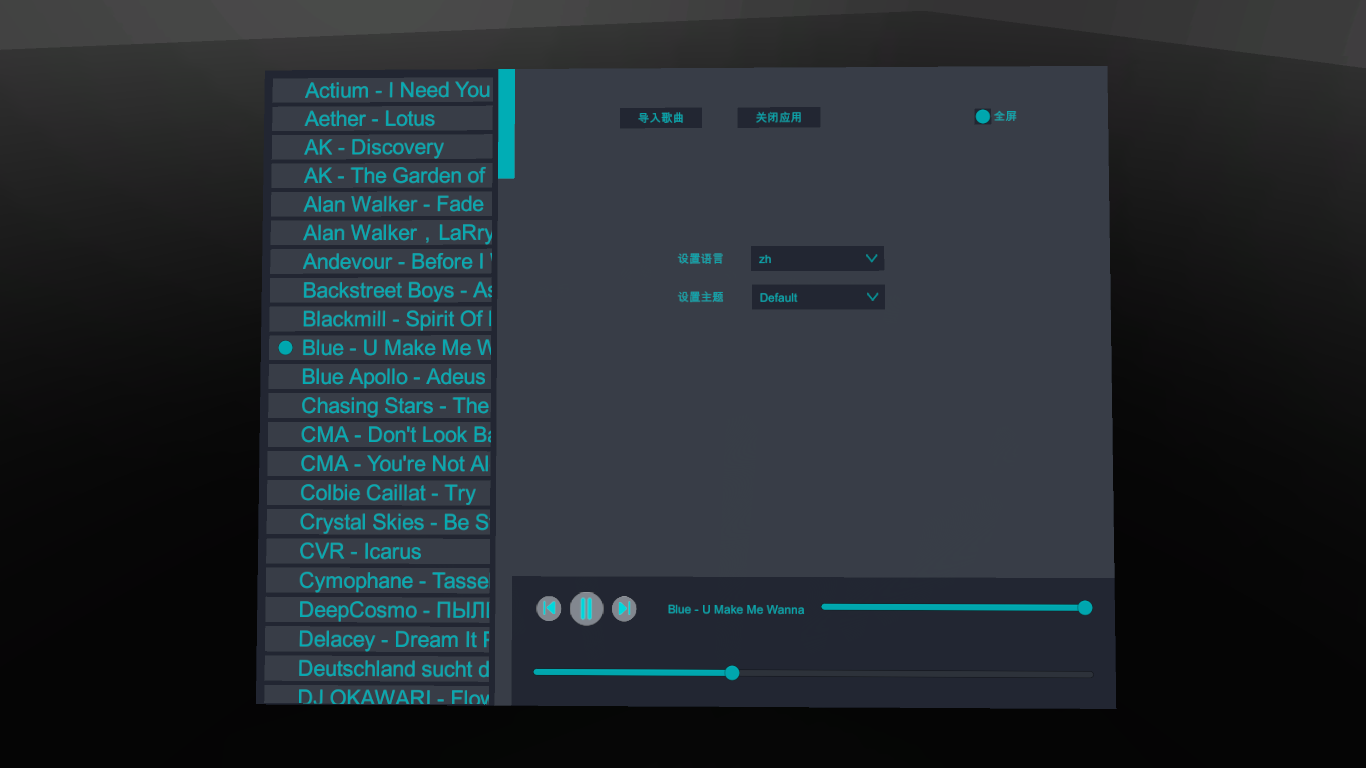 Actium - I Need You
Aether - Lotus
AK - Discovery
AK - The Garden of
Alan Walker - Fade
Alan Walker , LaRry
Andevour - Before I
Backstreet Boys - As
Blackmill - Spirit Of
Blue - U Make Me W
Blue Apollo - Adeus
Chasing Stars - The
CMA - Don't Look Ba
CMA - You're Not Al
Colbie Caillat - Try
Crystal Skies - Be S
CVR - Icarus
Cymophane - Tasse
DeepCosmo - ПЫЛ
Delacey - Dream It
Deutschland sucht d
DJ OKAWARI - Flow
导入歌曲
关闭应用
全屏
设置语言
zh
设置主题
Default
Blue - U Make Me Wanna